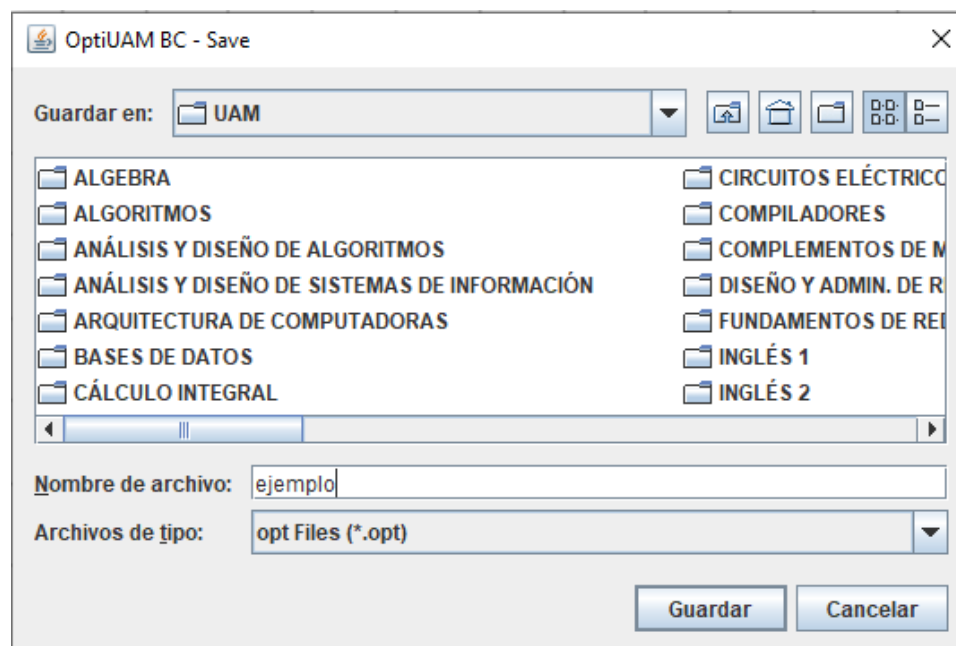 OptiUAM BC - Save
Guardar en: UAM
ALGEBRA
ALGORITMOS
ANÁLISIS Y DISEÑO DE ALGORITMOS
ANÁLISIS Y DISEÑO DE SISTEMAS DE INFORMACIÓN
ARQUITECTURA DE COMPUTADORAS
BASES DE DATOS
CÁLCULO INTEGRAL
CIRCUITOS ELÉCTRICO
COMPILADORES
COMPLEMENTOS DE M
DISEÑO Y ADMIN. DE R
FUNDAMENTOS DE RED
INGLÉS 1
INGLÉS 2
Nombre de archivo: ejemplo
Archivos de tipo: opt Files (*.opt)
Guardar Cancelar